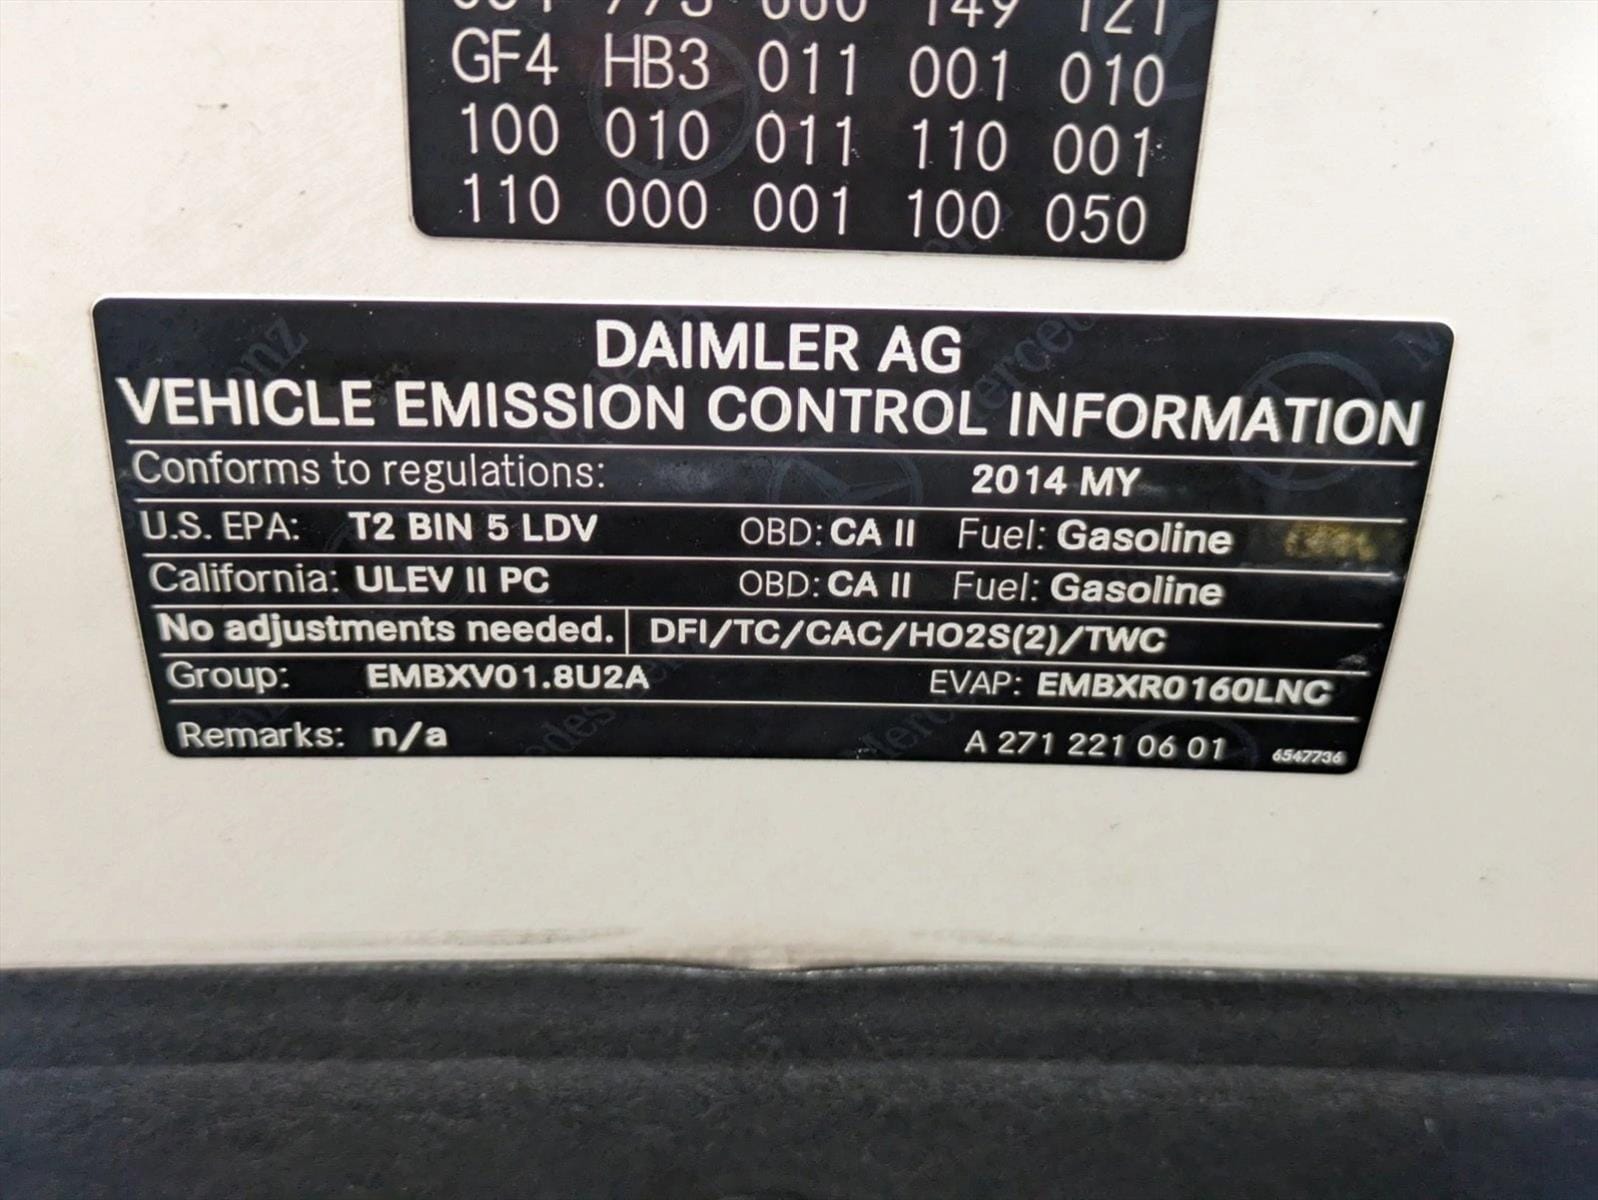 773 149 121
GF4 HB3 011 001 010
100 010 011 110 001
110 000 001 100 050
DAIMLER AG
VEHICLE EMISSION CONTROL INFORMATION
Conforms to regulations: 2014 MY
U.S. EPA: T2 BIN 5 LDV OBD: CA II Fuel: Gasoline
California: ULEV II PC OBD: CA II Fuel: Gasoline
No adjustments needed. DFI/TC/CAC/HO2S(2)/TWC
Group: EMBXV01.8U2A EVAP: EMBXR0160LNC
Remarks: n/a A 271 221 06 01 6547736